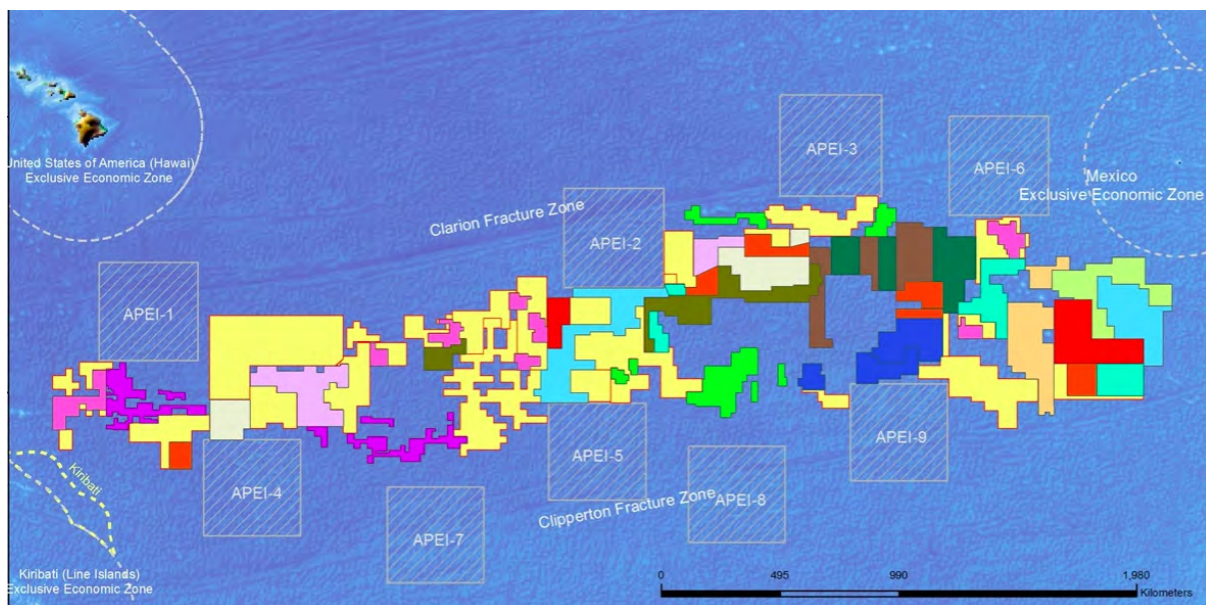 APEI-3
APEI-6
United States of America (Hawai)
Exclusive Economic Zone
Mexico
Exclusive Economic Zone
Clarion Fracture Zone
APEI-2
APEI-1
APEI-9
APEI-5
Kiribati
APEI-4
APEI-8
Clipperton Fracture Zone
APEI-7
Kiribati (Line Islands)
Exclusive Economic Zone
0 495 990 1,980
Kilometers